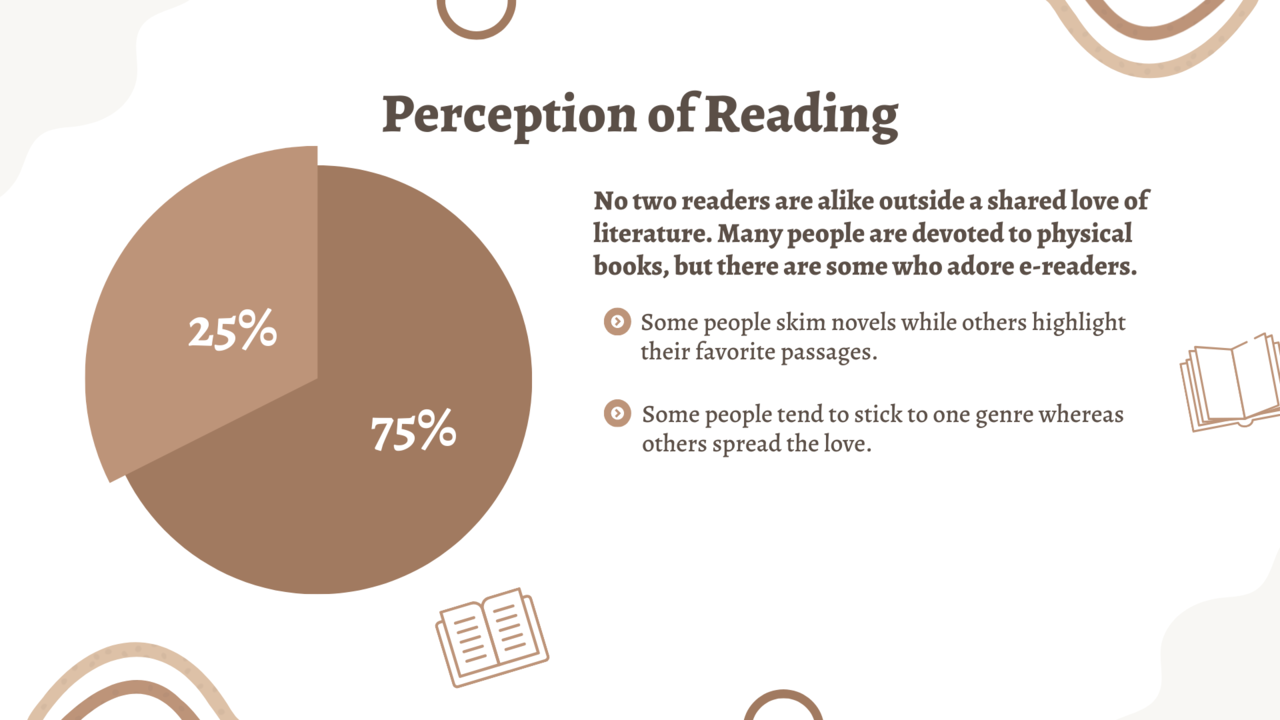 Perception of Reading
25%
75%
No two readers are alike outside a shared love of
literature. Many people are devoted to physical
books, but there are some who adore e-readers.
Some people skim novels while others highlight
their favorite passages.
Some people tend to stick to one genre whereas
others spread the love.